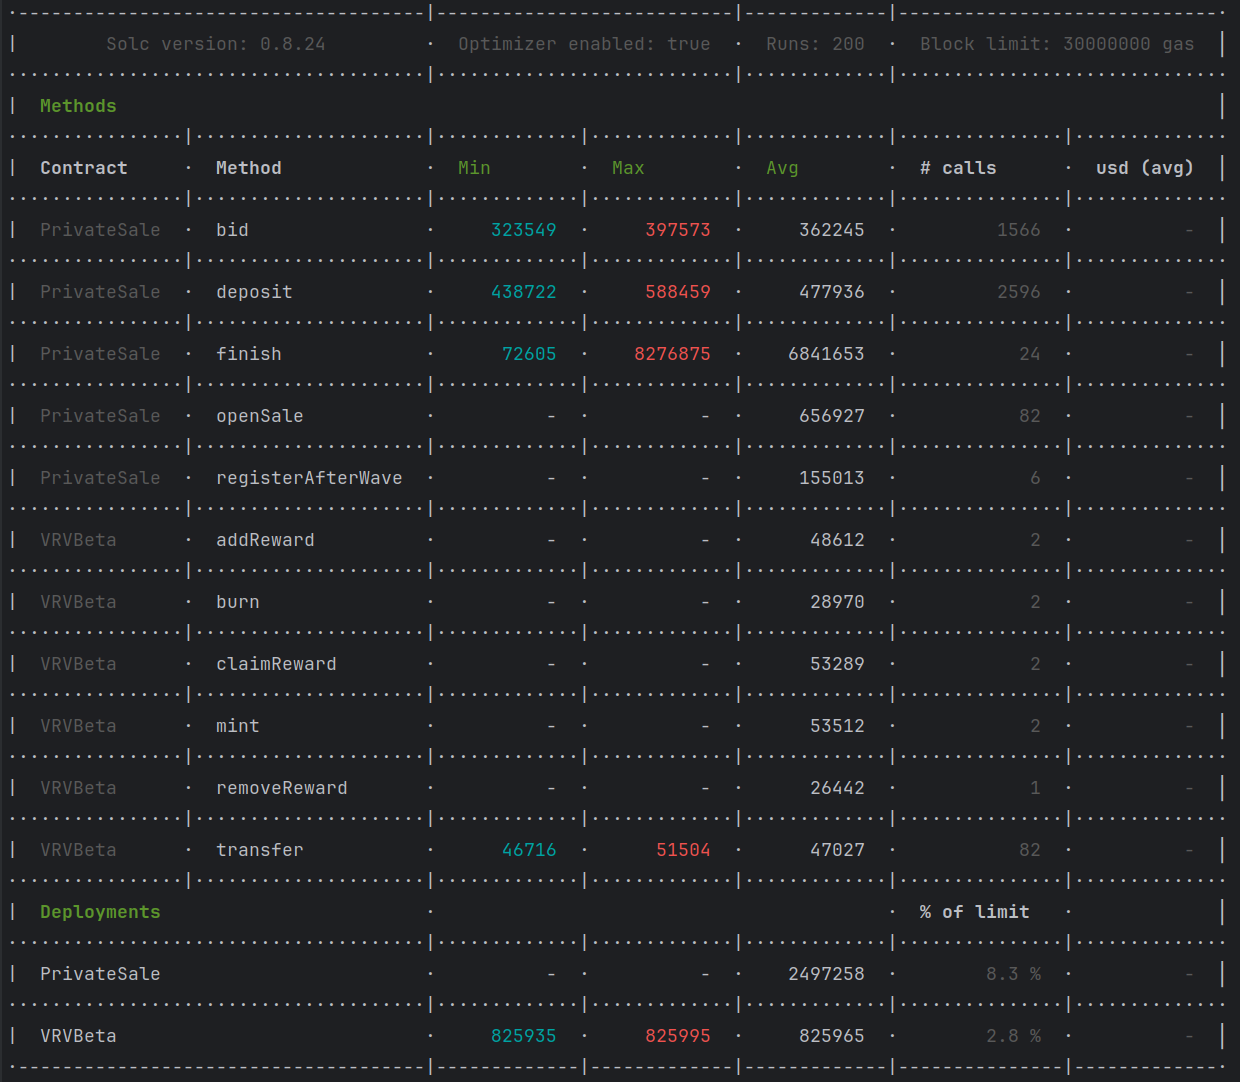 Solc version: 0.8.24 · Optimizer enabled: true · Runs: 200 · Block limit: 30000000 gas
Methods
Contract · Method · Min · Max · Avg · # calls · usd (avg)
PrivateSale · bid · 323549 · 397573 · 362245 · 1566 · -
PrivateSale · deposit · 438722 · 588459 · 477936 · 2596 · -
PrivateSale · finish · 72605 · 8276875 · 6841653 · 24 · -
PrivateSale · openSale · - · - · 656927 · 82 · -
PrivateSale · registerAfterWave · - · - · 155013 · 6 · -
VRVBeta · addReward · - · - · 48612 · 2 · -
VRVBeta · burn · - · - · 28970 · 2 · -
VRVBeta · claimReward · - · - · 53289 · 2 · -
VRVBeta · mint · - · - · 53512 · 2 · -
VRVBeta · removeReward · - · - · 26442 · 1 · -
VRVBeta · transfer · 46716 · 51504 · 47027 · 82 · -
Deployments · · % of limit ·
PrivateSale · - · - · 2497258 · 8.3 % · -
VRVBeta · 825935 · 825995 · 825965 · 2.8 % · -